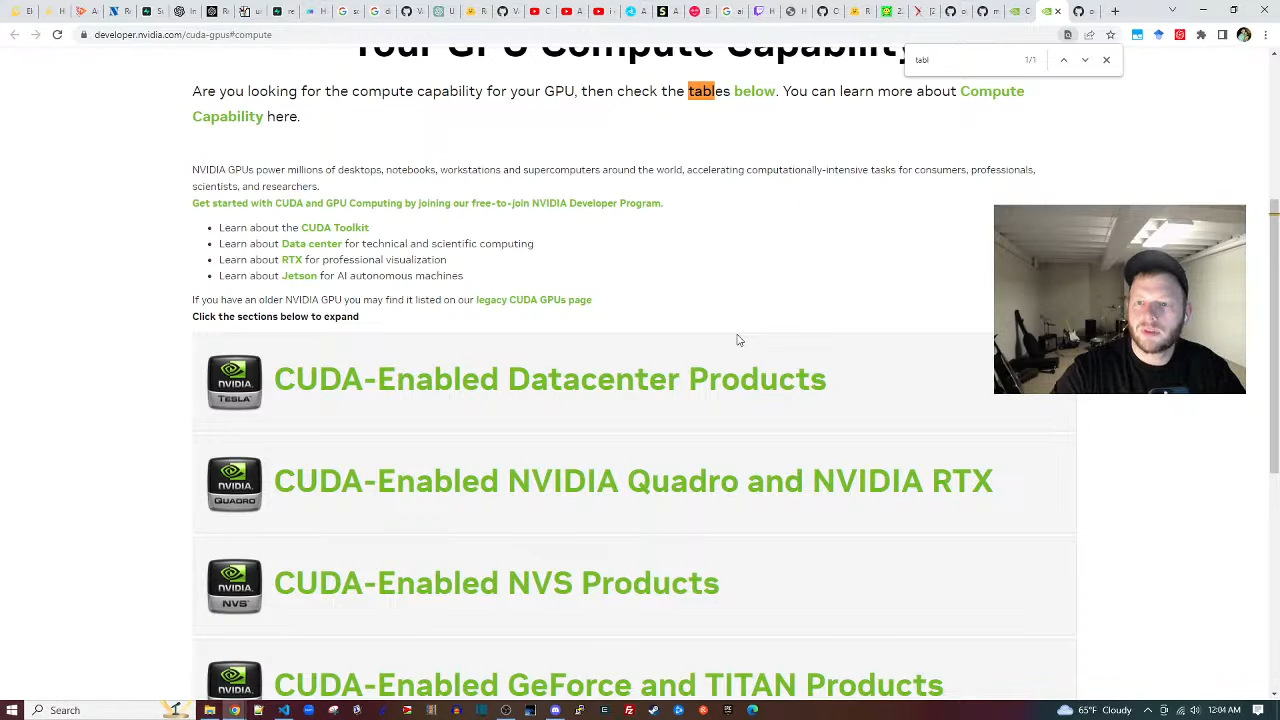 developer.nvidia.com/cuda-gpus#compute
tabl
1/1
Your GPU Compute Capability
Are you looking for the compute capability for your GPU, then check the tables below. You can learn more about Compute
Capability here.
NVIDIA GPUs power millions of desktops, notebooks, workstations and supercomputers around the world, accelerating computationally-intensive tasks for consumers, professionals,
scientists, and researchers.
Get started with CUDA and GPU Computing by joining our free-to-join NVIDIA Developer Program.
Learn about the CUDA Toolkit
Learn about Data center for technical and scientific computing
Learn about RTX for professional visualization
Learn about Jetson for AI autonomous machines
If you have an older NVIDIA GPU you may find it listed on our legacy CUDA GPUs page
Click the sections below to expand
NVIDIA.
TESLA
CUDA-Enabled Datacenter Products
NVIDIA.
QUADRO
CUDA-Enabled NVIDIA Quadro and NVIDIA RTX
NVIDIA.
NVS
CUDA-Enabled NVS Products
NVIDIA.
CUDA-Enabled GeForce and TITAN Products
Search
65°F Cloudy
12:04 AM